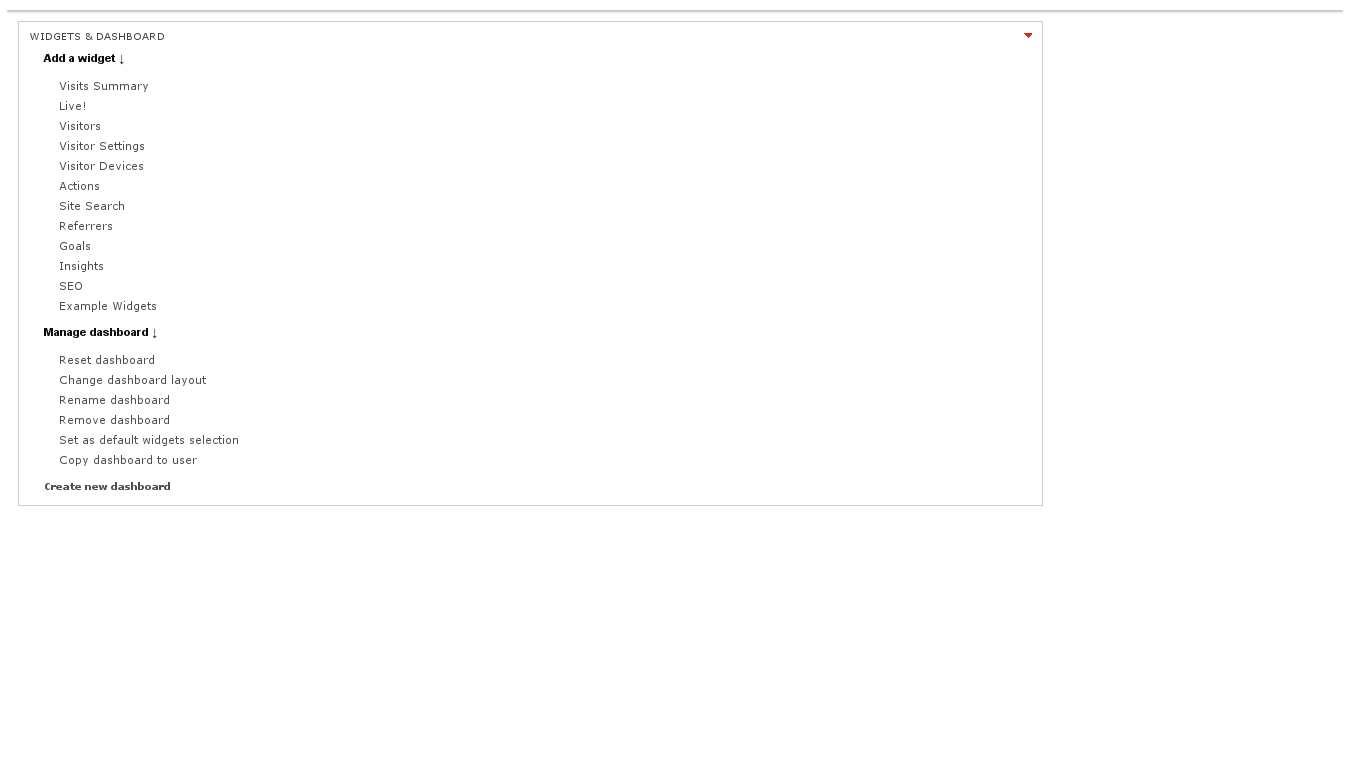 WIDGETS & DASHBOARD
Add a widget ↓
Visits Summary
Live!
Visitors
Visitor Settings
Visitor Devices
Actions
Site Search
Referrers
Goals
Insights
SEO
Example Widgets
Manage dashboard ↓
Reset dashboard
Change dashboard layout
Rename dashboard
Remove dashboard
Set as default widgets selection
Copy dashboard to user
Create new dashboard